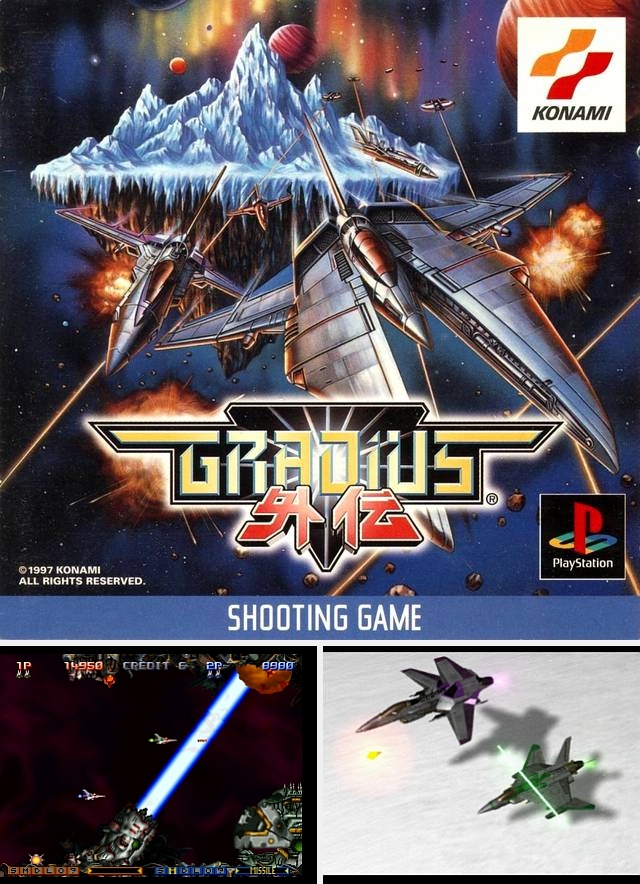 KONAMI
GRADIUS
®
外伝
PlayStation
©1997 KONAMI
ALL RIGHTS RESERVED.
SHOOTING GAME
1P 14950 CREDIT 6 2P 8980
MISSILE